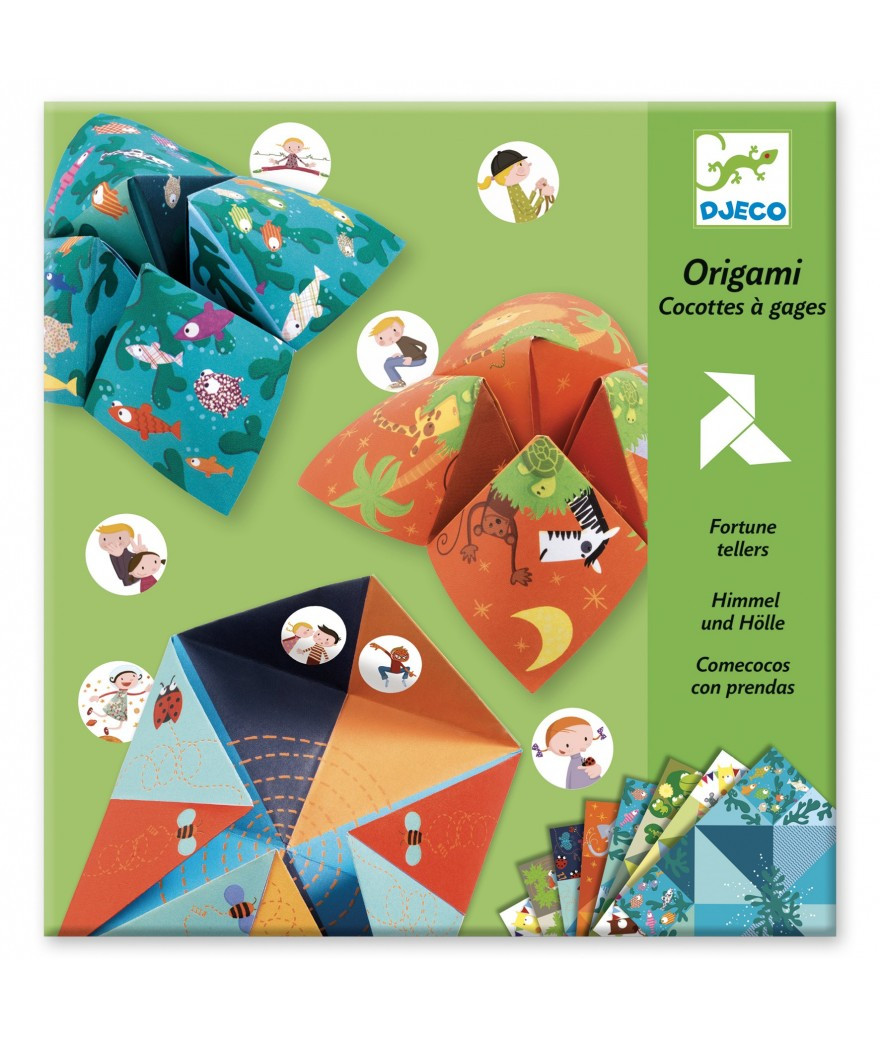 DJECO
Origami
Cocottes à gages
Fortune
tellers
Himmel
und Hölle
Comecocos
con prendas